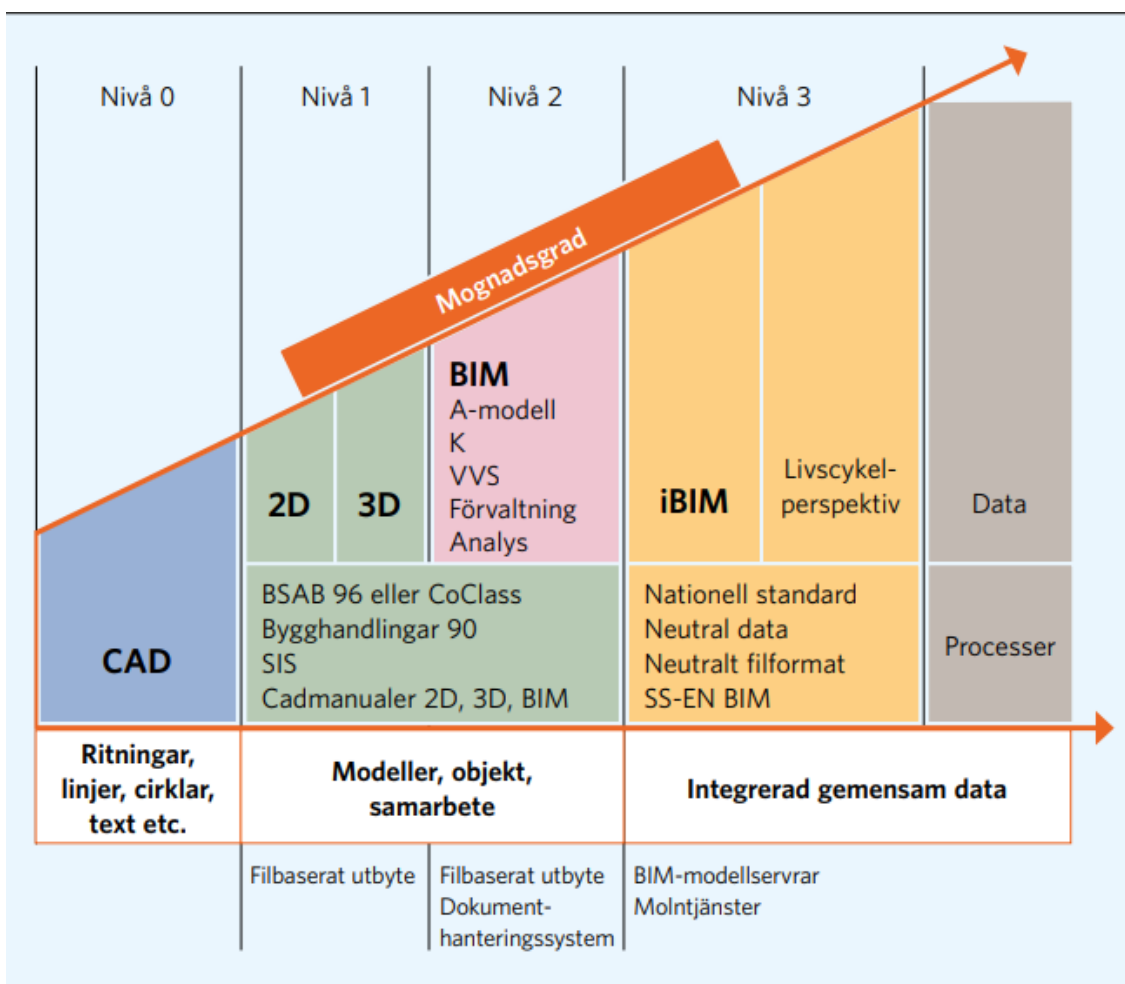 Nivå 0
Nivå 1
Nivå 2
Nivå 3
Mognadsgrad
CAD
2D
3D
BIM
A-modell
K
VVS
Förvaltning
Analys
iBIM
Livscykel-
perspektiv
Data
BSAB 96 eller CoClass
Bygghandlingar 90
SIS
Cadmanualer 2D, 3D, BIM
Nationell standard
Neutral data
Neutralt filformat
SS-EN BIM
Processer
Ritningar,
linjer, cirklar,
text etc.
Modeller, objekt,
samarbete
Integrerad gemensam data
Filbaserat utbyte
Filbaserat utbyte
Dokument-
hanteringssystem
BIM-modellservrar
Molntjänster